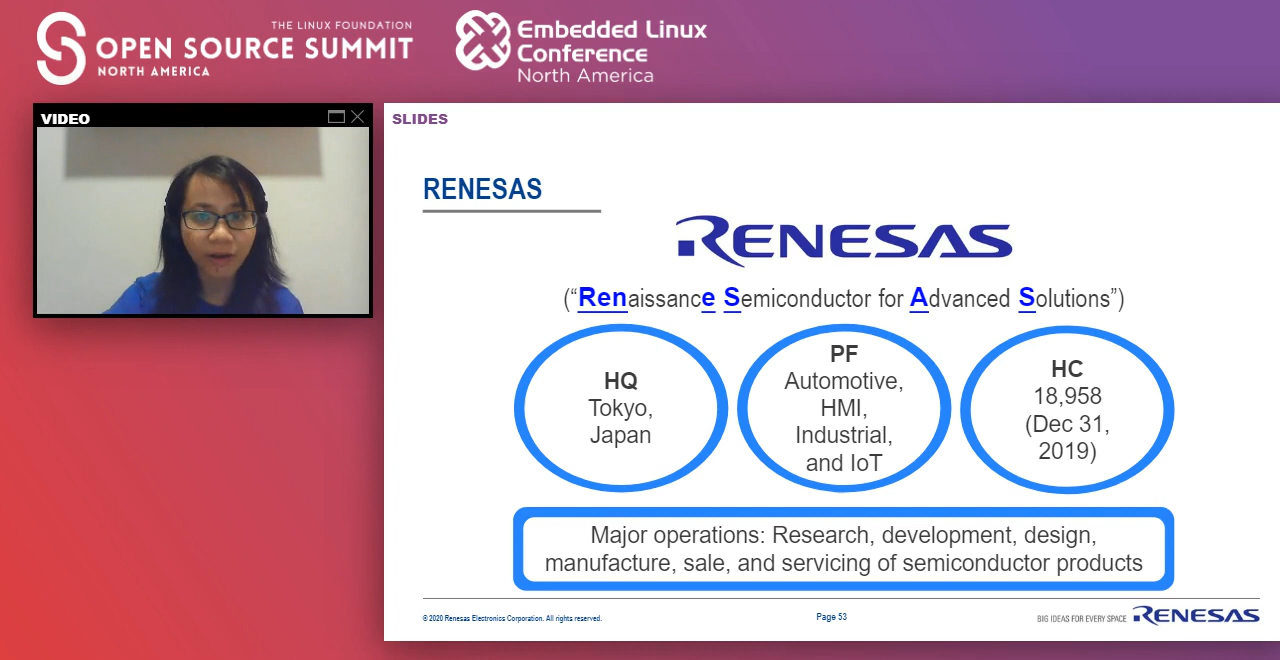 THE LINUX FOUNDATION
OPEN SOURCE SUMMIT
NORTH AMERICA
Embedded Linux
Conference
North America
VIDEO
SLIDES
RENESAS
RENESAS
(“Renaissance Semiconductor for Advanced Solutions”)
HQ
Tokyo,
Japan
PF
Automotive,
HMI,
Industrial,
and IoT
HC
18,958
(Dec 31,
2019)
Major operations: Research, development, design,
manufacture, sale, and servicing of semiconductor products
© 2020 Renesas Electronics Corporation. All rights reserved.
Page 53
BIG IDEAS FOR EVERY SPACE RENESAS